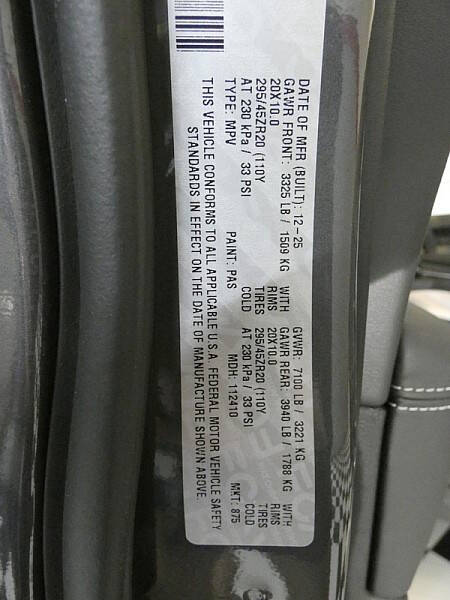 DATE OF MFR (BUILT): 12-25 GVWR: 7100 LB / 3221 KG
GAWR FRONT: 3325 LB / 1509 KG WITH GAWR REAR: 3940 LB / 1788 KG WITH
20X10.0 RIMS 20X10.0 RIMS
295/45ZR20 (110Y TIRES 295/45ZR20 (110Y TIRES
AT 230 kPa / 33 PSI COLD AT 230 kPa / 33 PSI COLD
TYPE: MPV PAINT: PAS MDH: 112410 MKT: 875
THIS VEHICLE CONFORMS TO ALL APPLICABLE U.S.A. FEDERAL MOTOR VEHICLE SAFETY
STANDARDS IN EFFECT ON THE DATE OF MANUFACTURE SHOWN ABOVE.